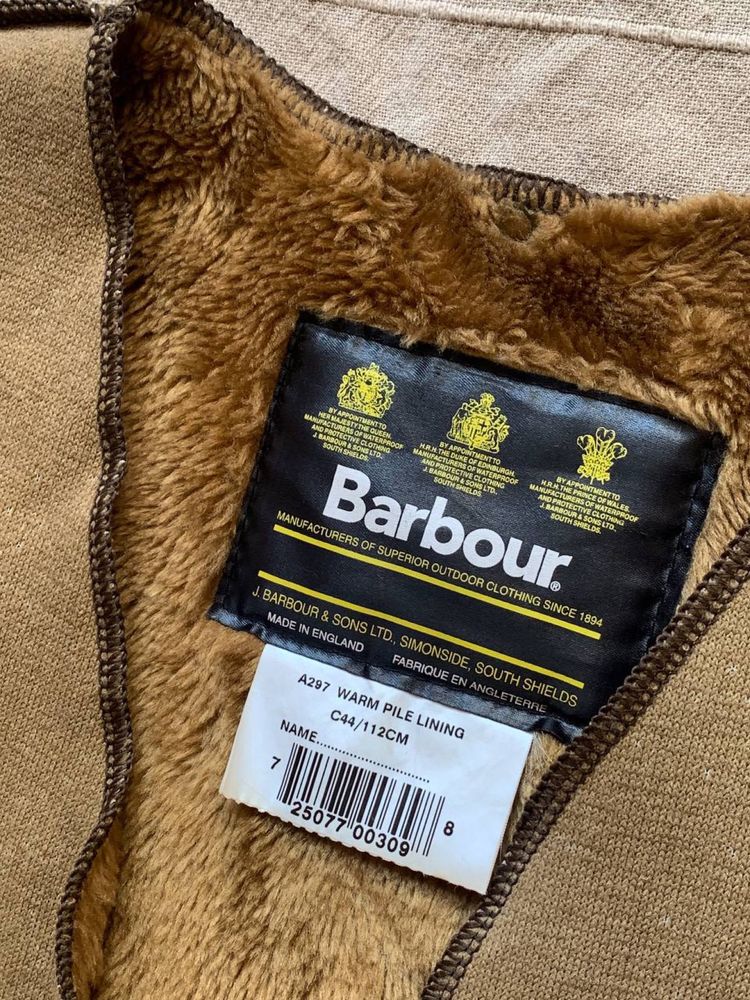 BY APPOINTMENT TO
HER MAJESTY THE QUEEN.
MANUFACTURERS OF WATERPROOF
AND PROTECTIVE CLOTHING
J. BARBOUR & SONS LTD.
SOUTH SHIELDS.
BY APPOINTMENT TO
H.R.H. THE DUKE OF EDINBURGH.
MANUFACTURERS OF WATERPROOF
AND PROTECTIVE CLOTHING
J. BARBOUR & SONS LTD.
SOUTH SHIELDS.
BY APPOINTMENT TO
H.R.H. THE PRINCE OF WALES.
MANUFACTURERS OF WATERPROOF
AND PROTECTIVE CLOTHING
J. BARBOUR & SONS LTD.
SOUTH SHIELDS.
Barbour®
MANUFACTURERS OF SUPERIOR OUTDOOR CLOTHING SINCE 1894
J. BARBOUR & SONS LTD, SIMONSIDE, SOUTH SHIELDS
MADE IN ENGLAND FABRIQUE EN ANGLETERRE
A297 WARM PILE LINING
C44/112CM
NAME..............................
7 25077 00309 8